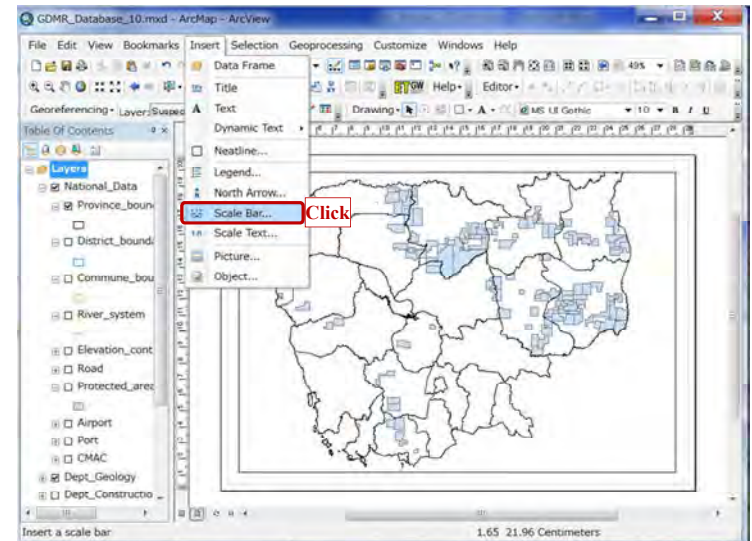 GDMR_Database_10.mxd - ArcMap - ArcView
File Edit View Bookmarks Insert Selection Geoprocessing Customize Windows Help
49%
GW Help Editor
Georeferencing Layer: Suspec
Drawing A MS UI Gothic 10 B I U
Table Of Contents
Layers
National_Data
Province_boun
District_bounda
Commune_bou
River_system
Elevation_cont
Road
Protected_area
Airport
Port
CMAC
Dept_Geology
Dept_Constructio
Data Frame
Title
Text
Dynamic Text
Neatline...
Legend...
North Arrow...
Scale Bar... Click
Scale Text...
Picture...
Object...
Insert a scale bar
1.65 21.96 Centimeters